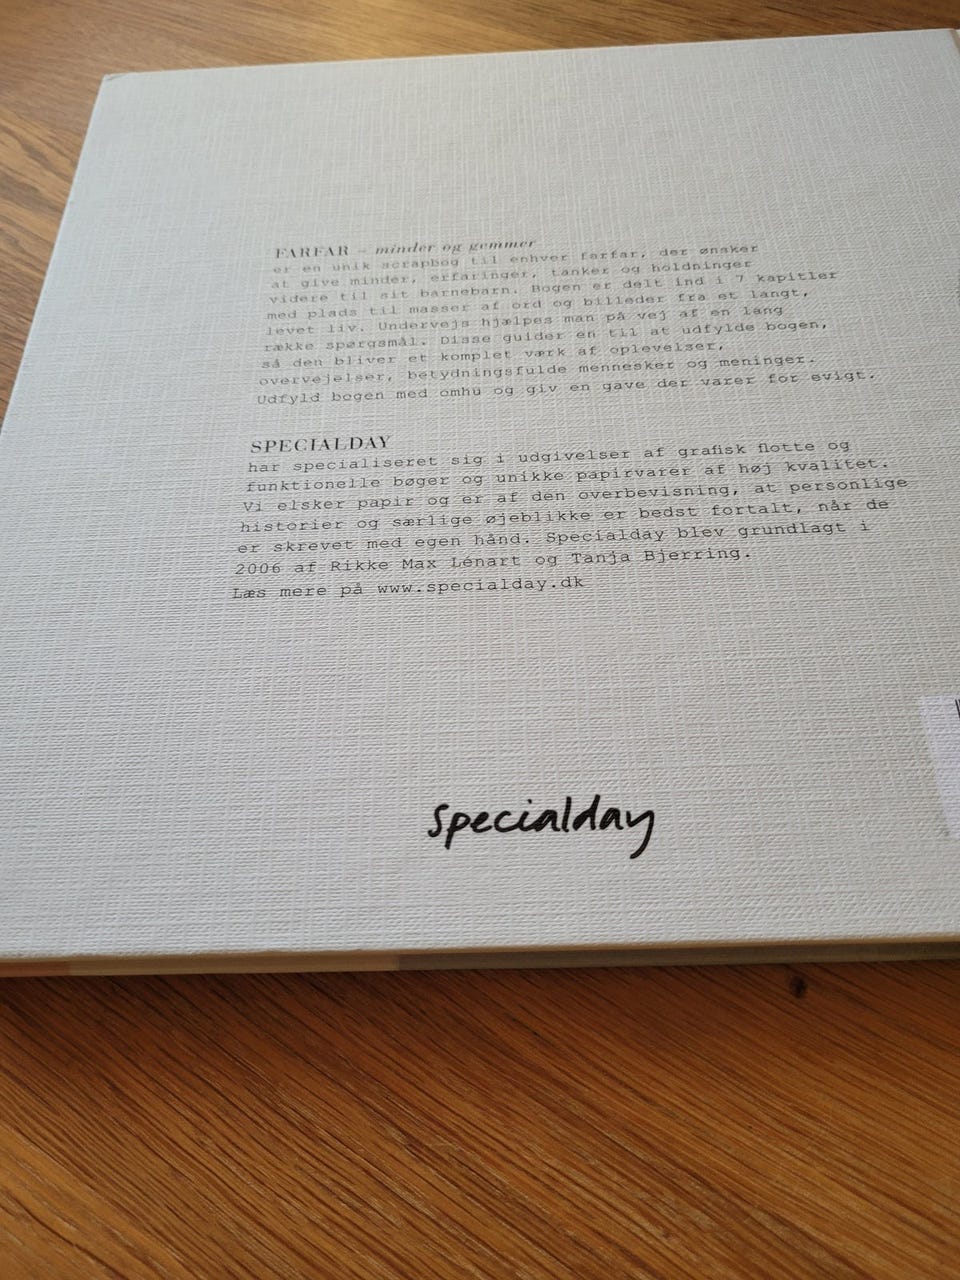 FARFAR – minder og gemmer
er en unik scrapbog til enhver farfar, der ønsker
at give minder, erfaringer, tanker og holdninger
videre til sit barnebarn. Bogen er delt ind i 7 kapitler
med plads til masser af ord og billeder fra et langt,
levet liv. Undervejs hjælpes man på vej af en lang
række spørgsmål. Disse guider en til at udfylde bogen,
så den bliver et komplet værk af oplevelser,
overvejelser, betydningsfulde mennesker og meninger.
Udfyld bogen med omhu og giv en gave der varer for evigt.
SPECIALDAY
har specialiseret sig i udgivelser af grafisk flotte og
funktionelle bøger og unikke papirvarer af høj kvalitet.
Vi elsker papir og er af den overbevisning, at personlige
historier og særlige øjeblikke er bedst fortalt, når de
er skrevet med egen hånd. Specialday blev grundlagt i
2006 af Rikke Max Lénart og Tanja Bjerring.
Læs mere på www.specialday.dk
specialday